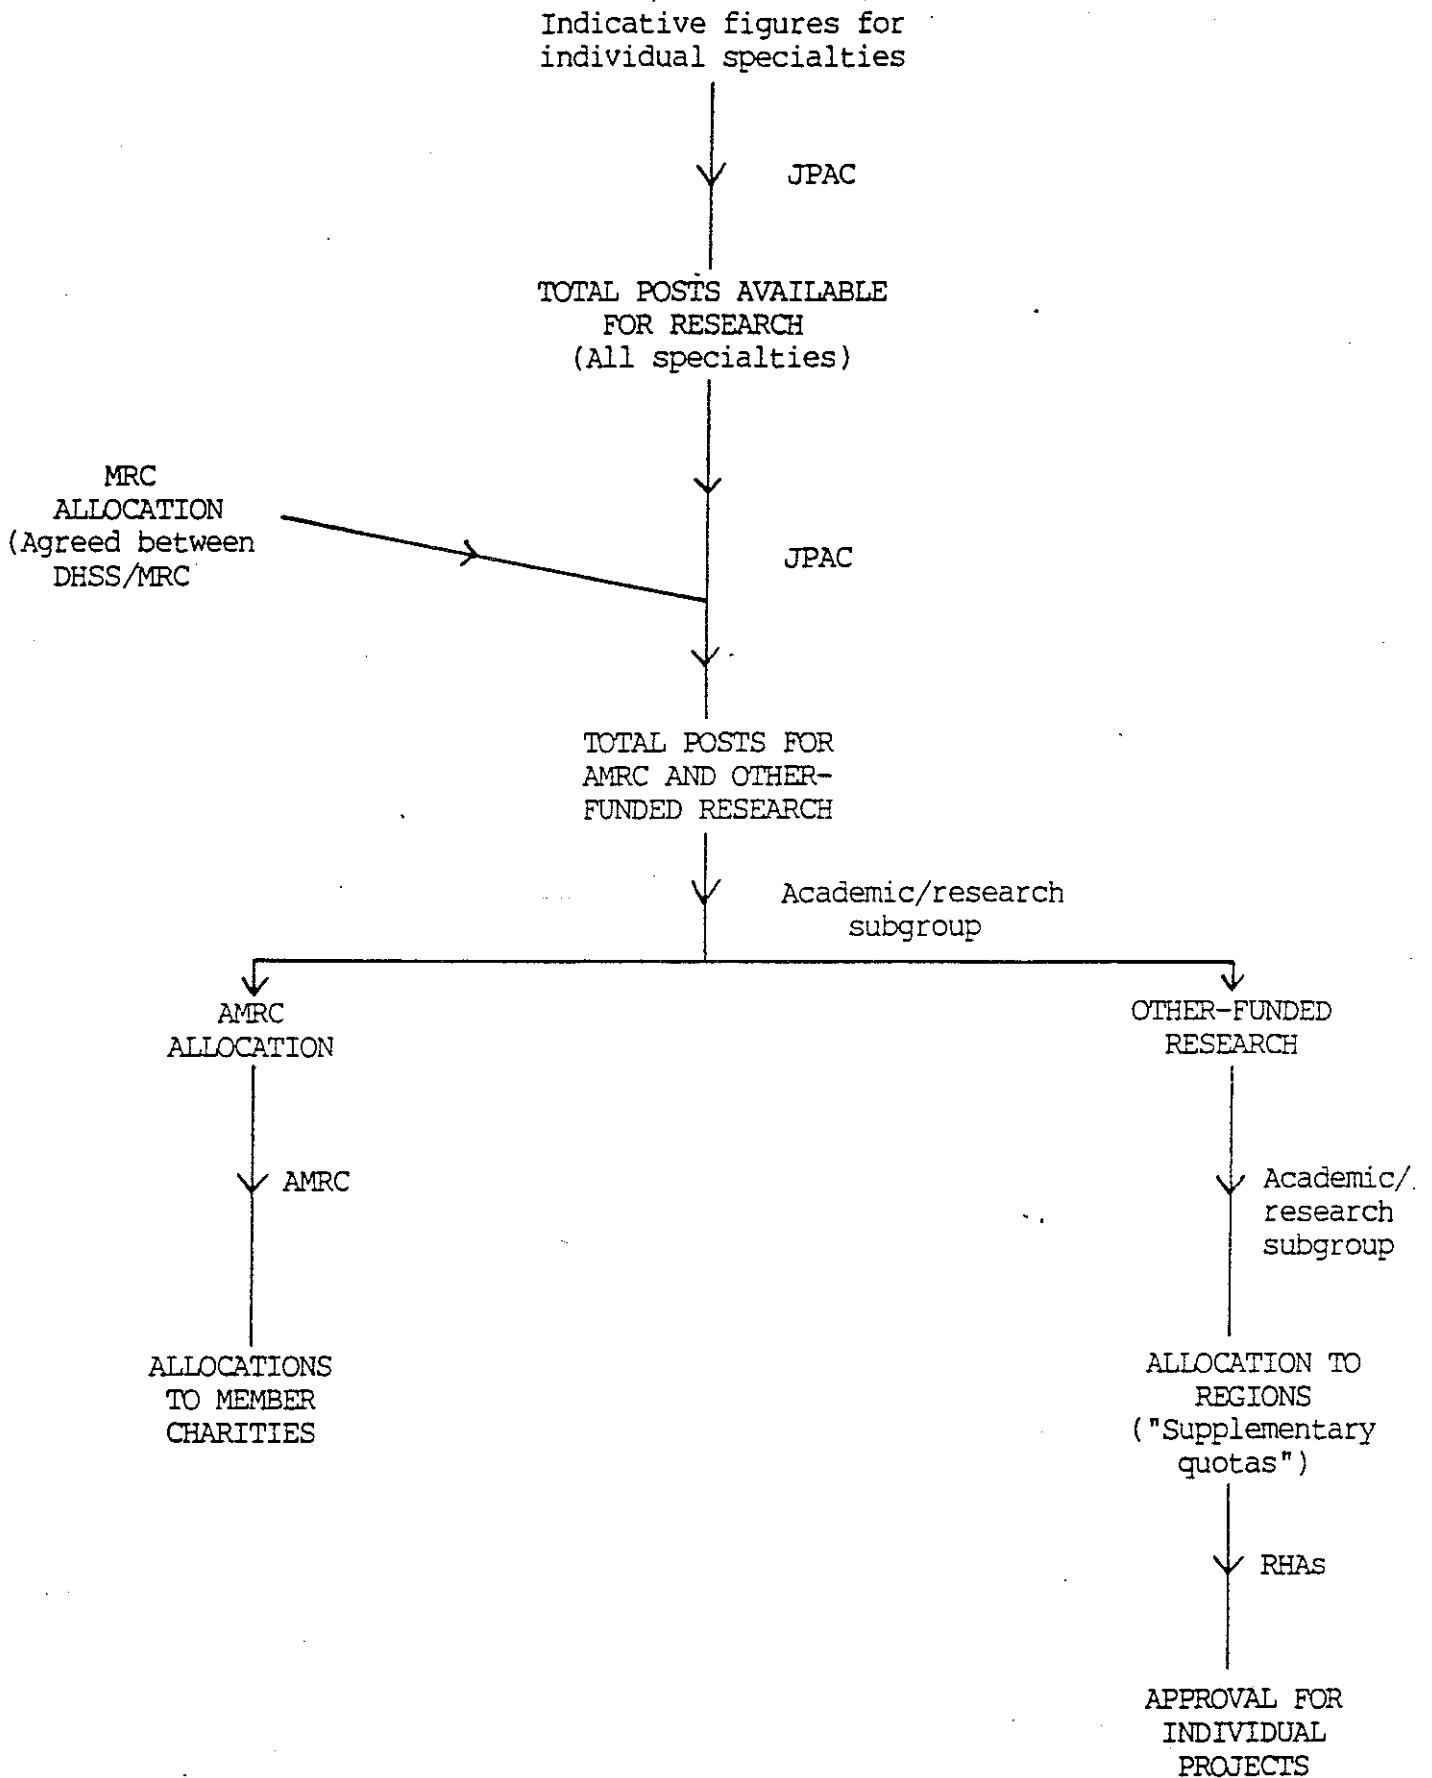 Indicative figures for
individual specialties
JPAC
TOTAL POSTS AVAILABLE
FOR RESEARCH
(All specialties)
MRC
ALLOCATION
(Agreed between
DHSS/MRC
JPAC
TOTAL POSTS FOR
AMRC AND OTHER-
FUNDED RESEARCH
Academic/research
subgroup
AMRC
ALLOCATION
OTHER-FUNDED
RESEARCH
AMRC
Academic/
research
subgroup
ALLOCATIONS
TO MEMBER
CHARITIES
ALLOCATION TO
REGIONS
("Supplementary
quotas")
RHAs
APPROVAL FOR
INDIVIDUAL
PROJECTS